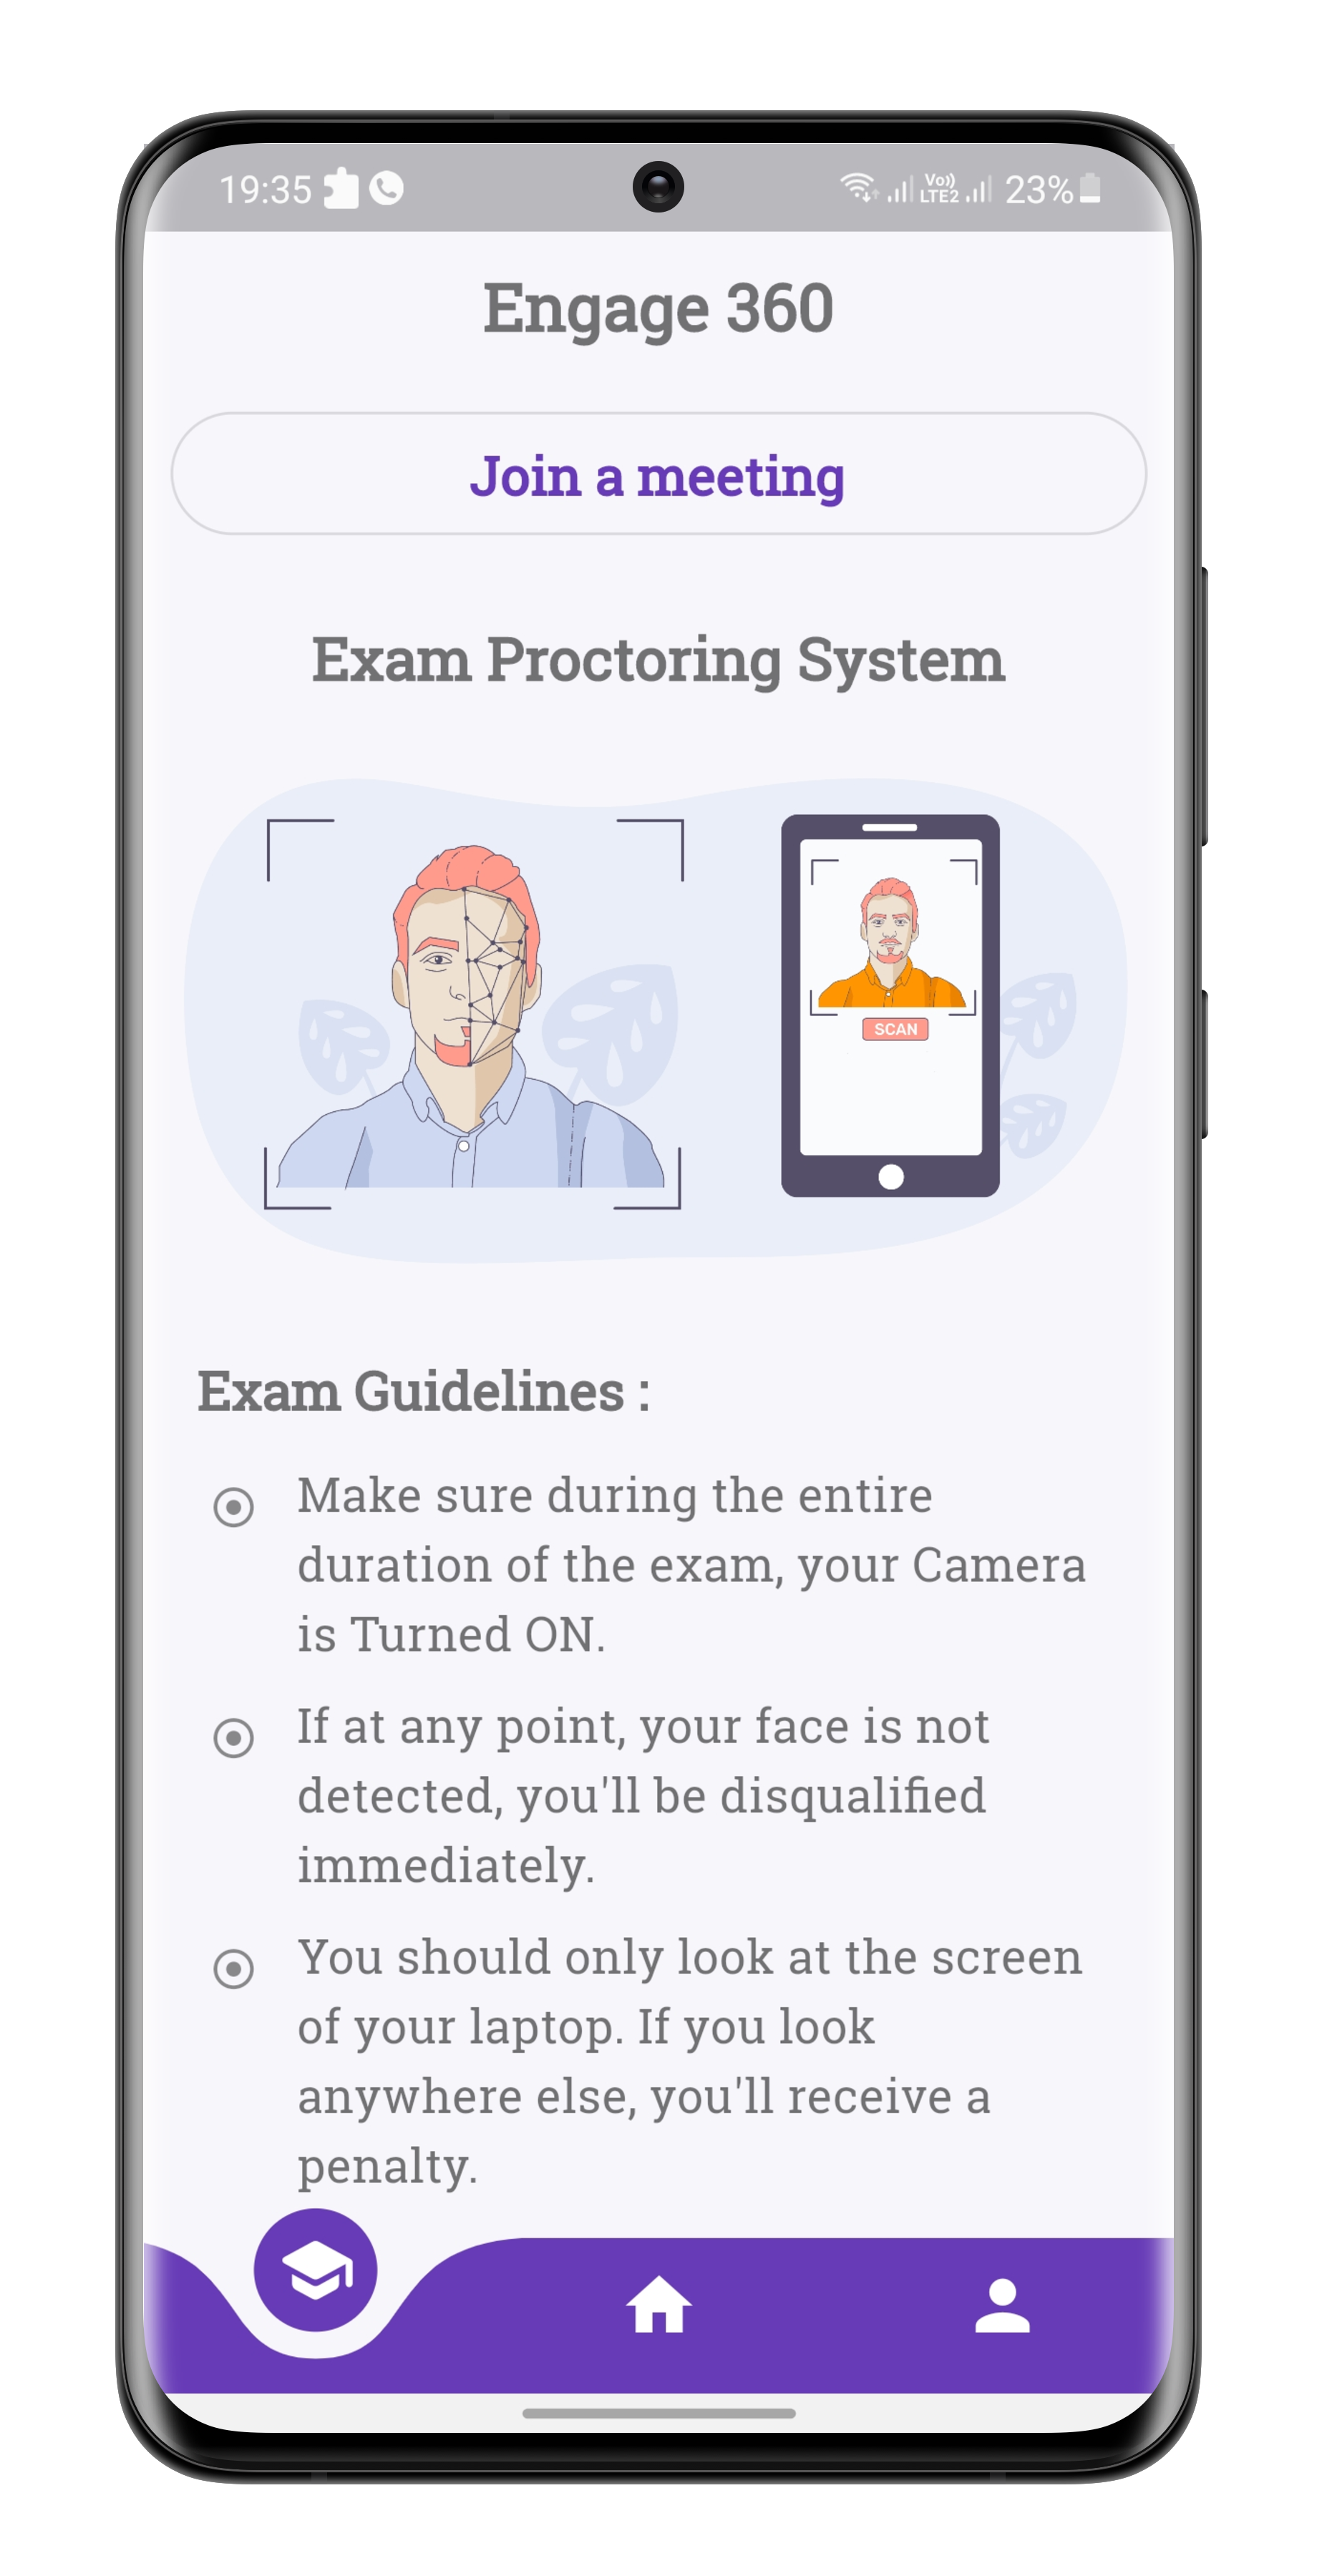 19:35
Vo))
LTE2
23%
Engage 360
Join a meeting
Exam Proctoring System
SCAN
Exam Guidelines :
Make sure during the entire
duration of the exam, your Camera
is Turned ON.
If at any point, your face is not
detected, you'll be disqualified
immediately.
You should only look at the screen
of your laptop. If you look
anywhere else, you'll receive a
penalty.